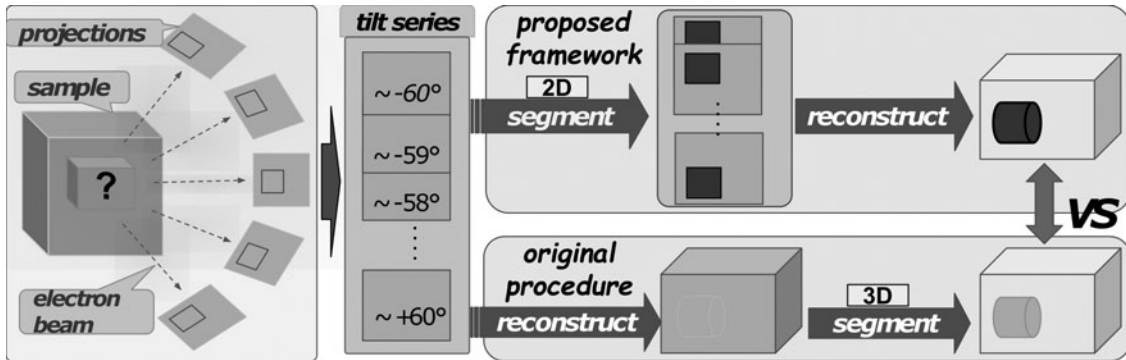 projections
sample
?
electron
beam
tilt series
~ -60°
~ -59°
~ -58°
~ +60°
proposed
framework
2D
segment
reconstruct
VS
original
procedure
reconstruct
3D
segment